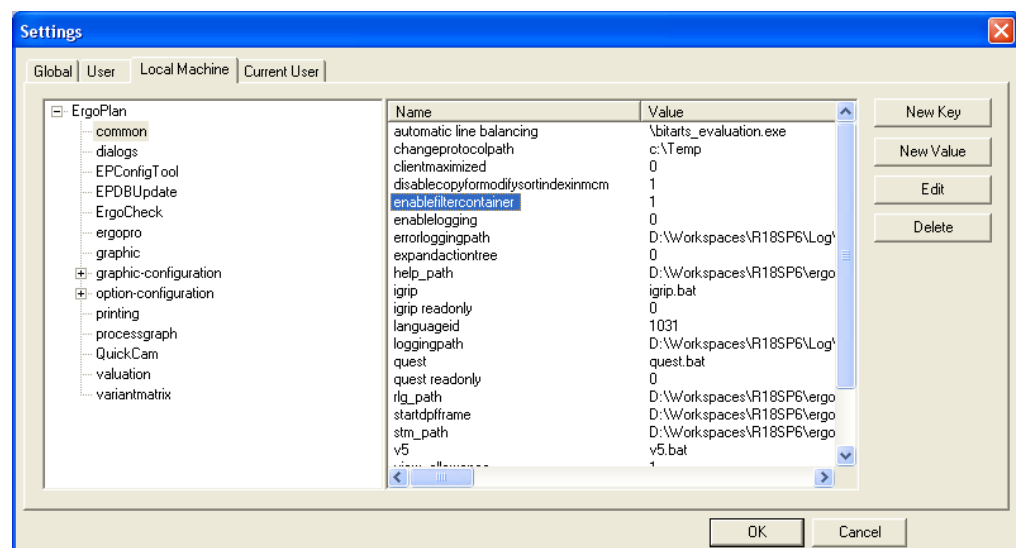 Settings
Global User Local Machine Current User
ErgoPlan
common
dialogs
EPConfigTool
EPDBUpdate
ErgoCheck
ergopro
graphic
graphic-configuration
option-configuration
printing
processgraph
QuickCam
valuation
variantmatrix
Name Value
automatic line balancing \bitarts_evaluation.exe
changeprotocolpath c:\Temp
clientmaximized 0
disablecopyformodifysortindexinmcm 1
enablefiltercontainer 1
enablelogging 0
errorloggingpath D:\Workspaces\R18SP6\Log\
expandactiontree 0
help_path D:\Workspaces\R18SP6\ergo
igrip igrip.bat
igrip readonly 0
languageid 1031
loggingpath D:\Workspaces\R18SP6\Log\
quest quest.bat
quest readonly 0
rlg_path D:\Workspaces\R18SP6\ergo
startdpfframe D:\Workspaces\R18SP6\ergo
stm_path D:\Workspaces\R18SP6\ergo
v5 v5.bat
New Key
New Value
Edit
Delete
OK Cancel